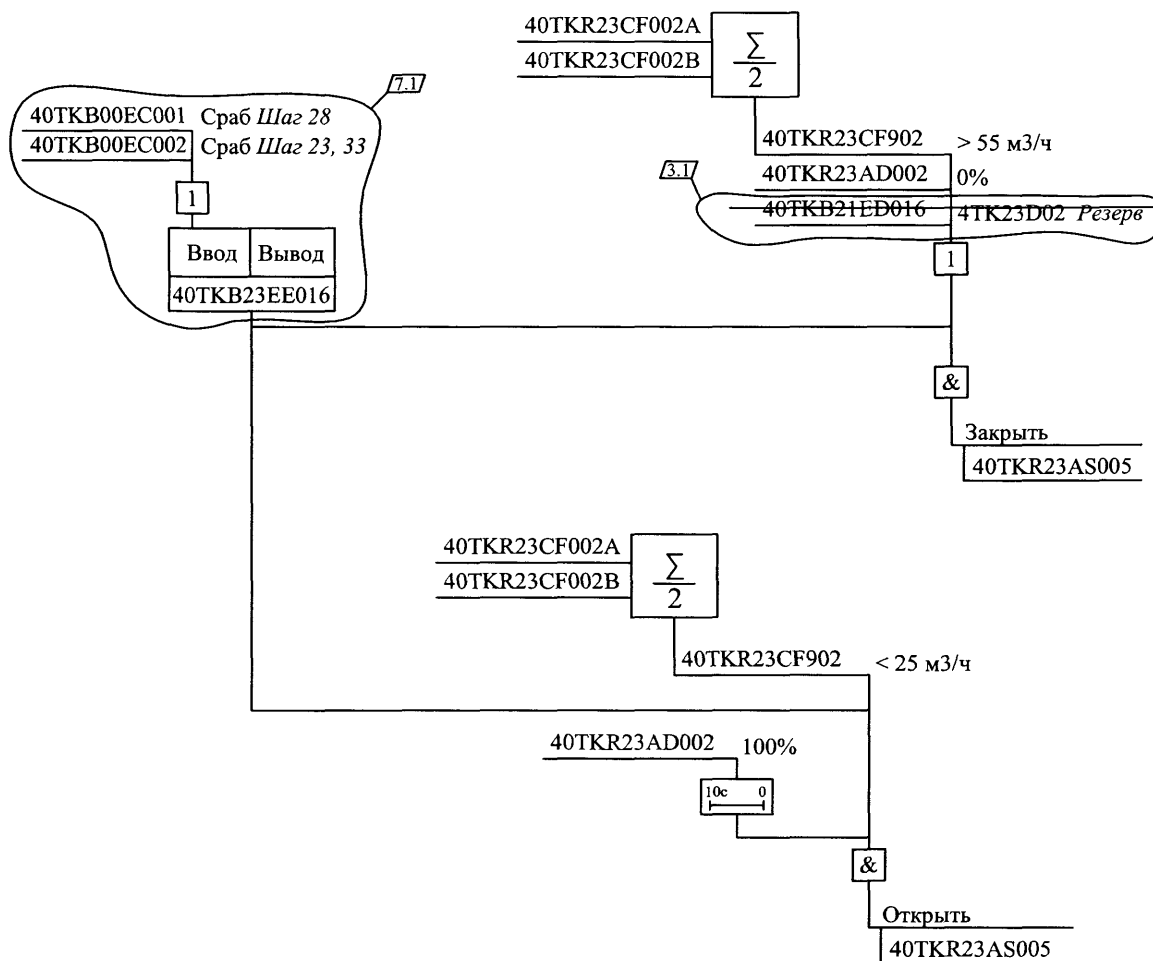 40TKR23CF002A
40TKR23CF002B
Σ
2
7.1
40TKB00EC001 Сраб Шаг 28
40TKB00EC002 Сраб Шаг 23, 33
1
Ввод Вывод
40TKB23EE016
40TKR23CF902 > 55 м3/ч
3.1
40TKR23AD002 0%
40TKB21ED016 4TK23D02 Резерв
1
&
Закрыть
40TKR23AS005
40TKR23CF002A
40TKR23CF002B
Σ
2
40TKR23CF902 < 25 м3/ч
40TKR23AD002 100%
10с 0
&
Открыть
40TKR23AS005